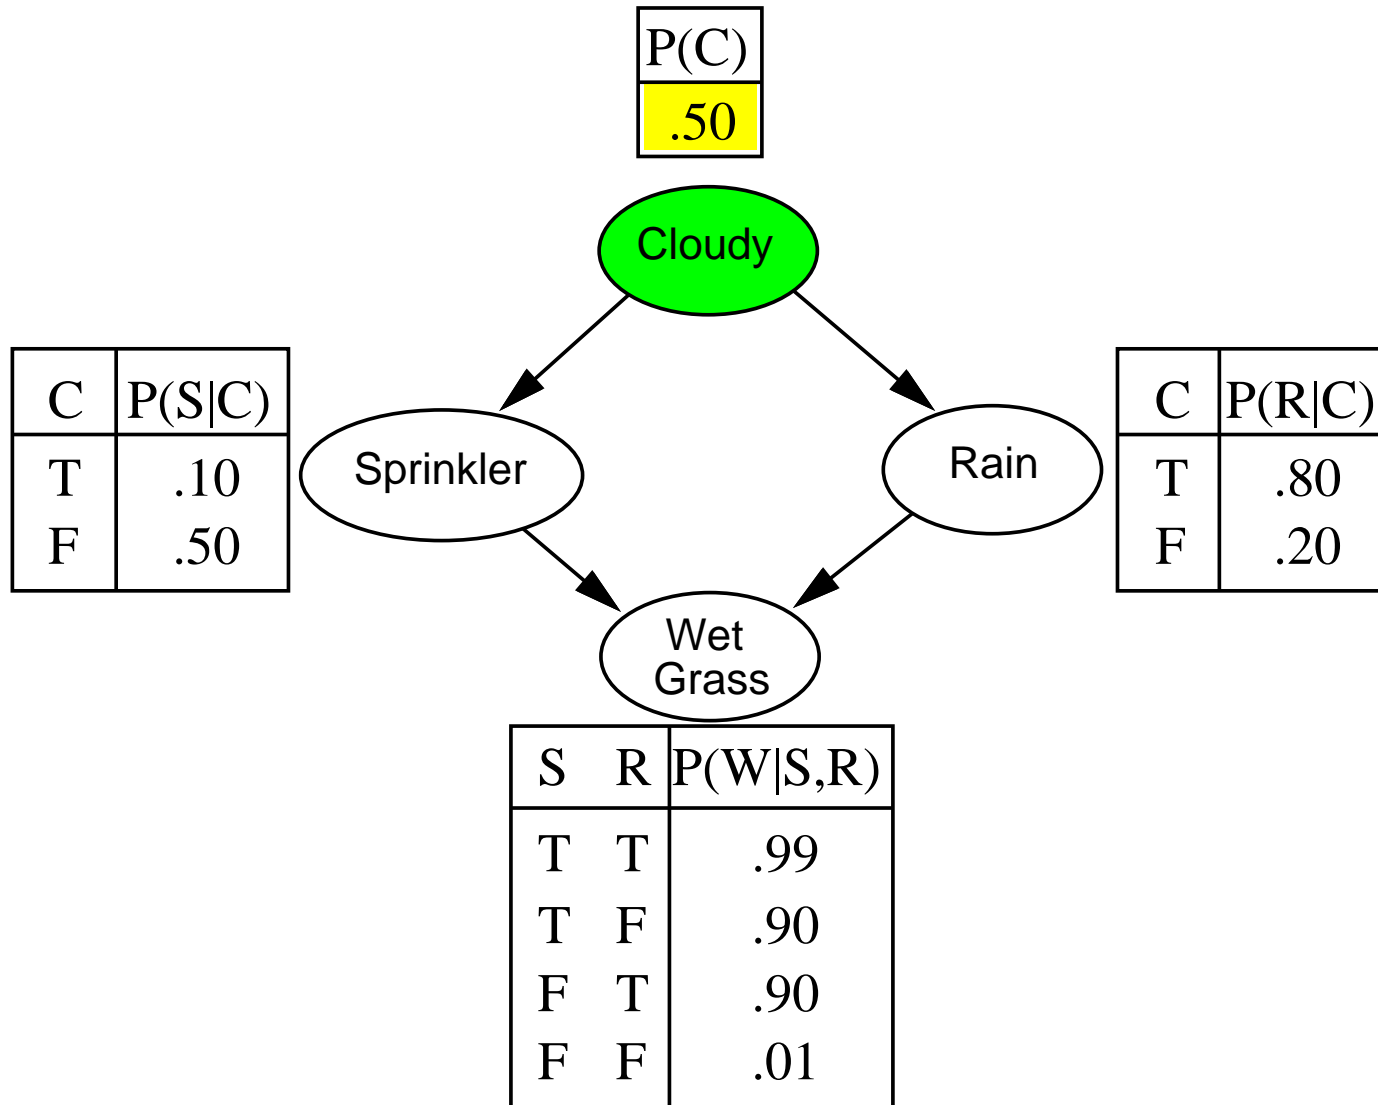 P(C)
.50
Cloudy
C P(S|C)
T .10
F .50
Sprinkler
Rain
C P(R|C)
T .80
F .20
Wet
Grass
S R P(W|S,R)
T T .99
T F .90
F T .90
F F .01